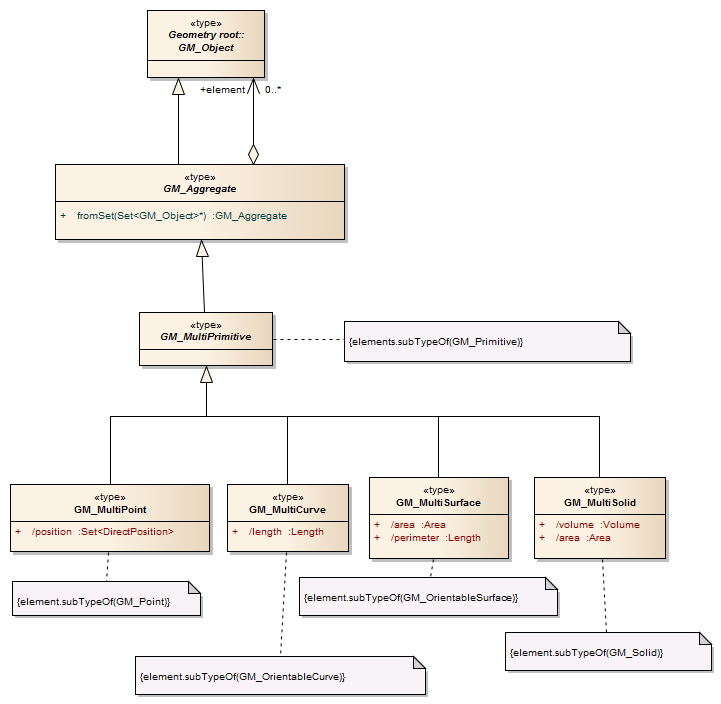 «type»
Geometry root::
GM_Object
+element 0..*
«type»
GM_Aggregate
+ fromSet(Set<GM_Object>*) :GM_Aggregate
«type»
GM_MultiPrimitive
{elements.subTypeOf(GM_Primitive)}
«type»
GM_MultiPoint
+ /position :Set<DirectPosition>
«type»
GM_MultiCurve
+ /length :Length
«type»
GM_MultiSurface
+ /area :Area
+ /perimeter :Length
«type»
GM_MultiSolid
+ /volume :Volume
+ /area :Area
{element.subTypeOf(GM_Point)}
{element.subTypeOf(GM_OrientableSurface)}
{element.subTypeOf(GM_Solid)}
{element.subTypeOf(GM_OrientableCurve)}